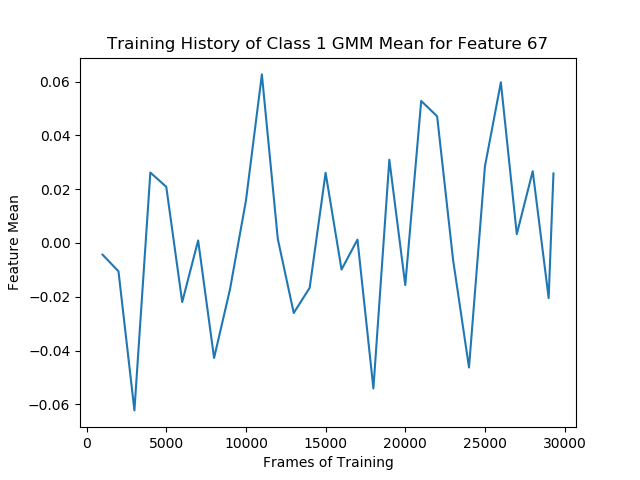 Training History of Class 1 GMM Mean for Feature 67
0.06
0.04
0.02
0.00
−0.02
−0.04
−0.06
Feature Mean
0 5000 10000 15000 20000 25000 30000
Frames of Training